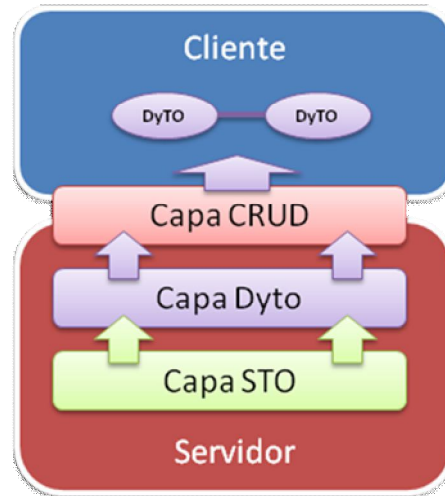 Cliente
DyTO DyTO
Capa CRUD
Capa Dyto
Capa STO
Servidor